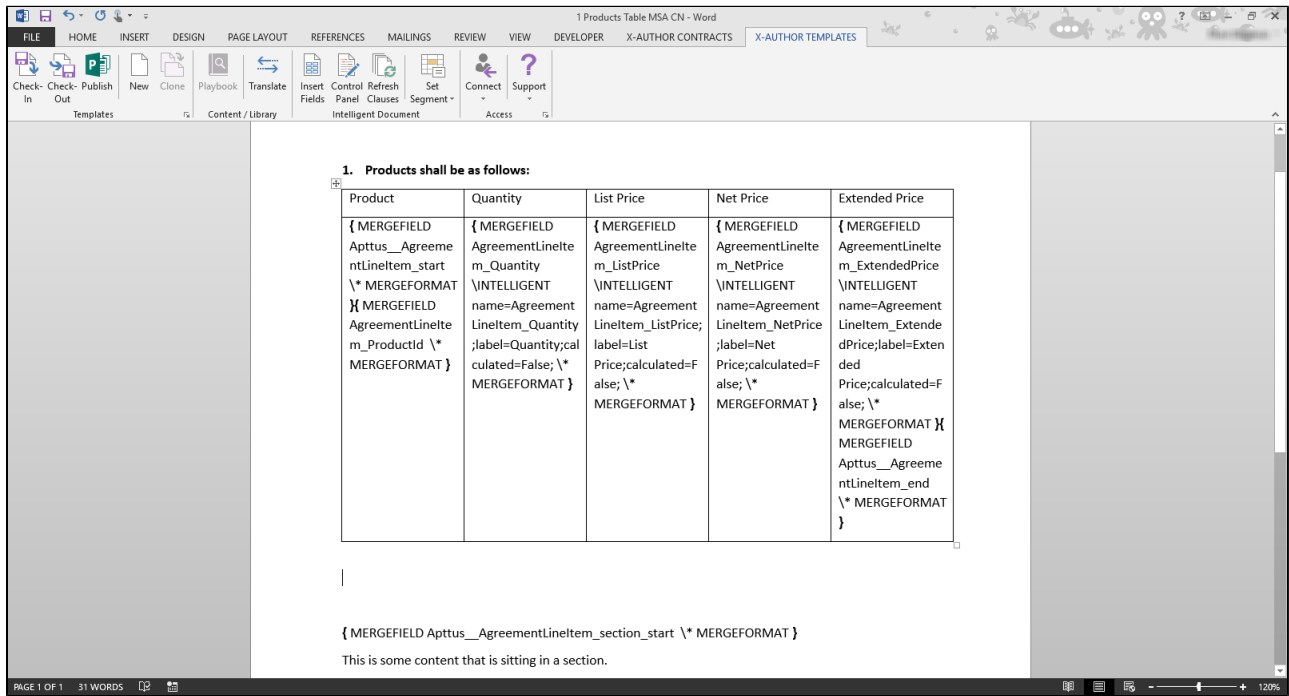 1 Products Table MSA CN - Word
FILE HOME INSERT DESIGN PAGE LAYOUT REFERENCES MAILINGS REVIEW VIEW DEVELOPER X-AUTHOR CONTRACTS X-AUTHOR TEMPLATES
Check- Check- Publish New Clone Playbook Translate Insert Control Refresh Set Connect Support
In Out Fields Panel Clauses Segment
Templates Content / Library Intelligent Document Access
1. Products shall be as follows:
Product Quantity List Price Net Price Extended Price
{ MERGEFIELD
Apttus__Agreeme
ntLineItem_start
\* MERGEFORMAT
}{ MERGEFIELD
AgreementLineIte
m_ProductId \*
MERGEFORMAT }
{ MERGEFIELD
AgreementLineIte
m_Quantity
\INTELLIGENT
name=Agreement
LineItem_Quantity
;label=Quantity;cal
culated=False; \*
MERGEFORMAT }
{ MERGEFIELD
AgreementLineIte
m_ListPrice
\INTELLIGENT
name=Agreement
LineItem_ListPrice;
label=List
Price;calculated=F
alse; \*
MERGEFORMAT }
{ MERGEFIELD
AgreementLineIte
m_NetPrice
\INTELLIGENT
name=Agreement
LineItem_NetPrice
;label=Net
Price;calculated=F
alse; \*
MERGEFORMAT }
{ MERGEFIELD
AgreementLineIte
m_ExtendedPrice
\INTELLIGENT
name=Agreement
LineItem_Extende
dPrice;label=Exten
ded
Price;calculated=F
alse; \*
MERGEFORMAT }{
MERGEFIELD
Apttus__Agreeme
ntLineItem_end
\* MERGEFORMAT
}
{ MERGEFIELD Apttus__AgreementLineItem_section_start \* MERGEFORMAT }
This is some content that is sitting in a section.
PAGE 1 OF 1 31 WORDS 120%